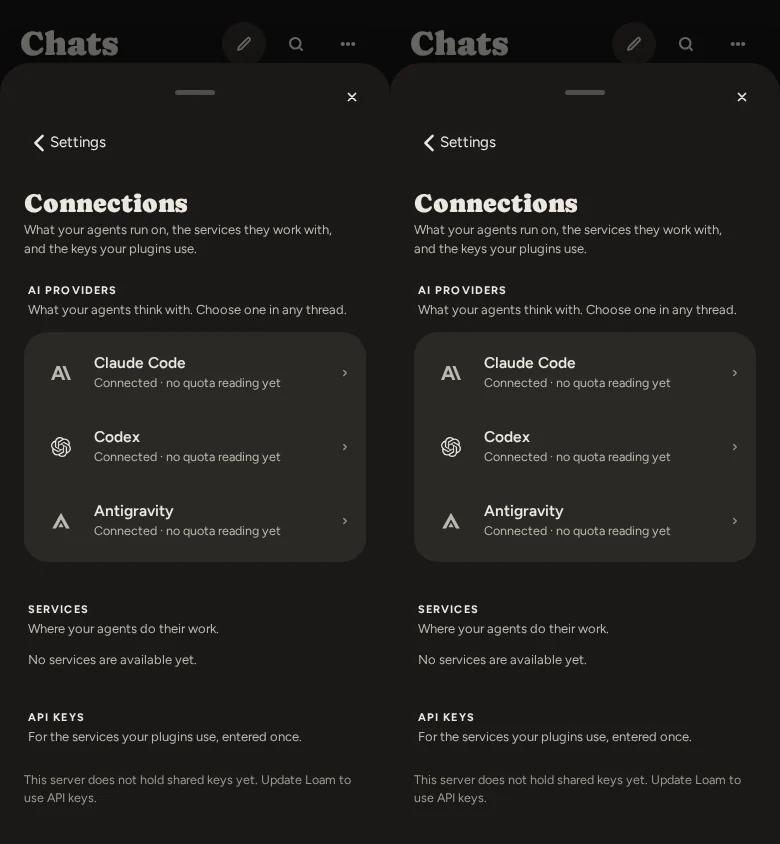 Chats
Settings
Connections
What your agents run on, the services they work with,
and the keys your plugins use.
AI PROVIDERS
What your agents think with. Choose one in any thread.
Claude Code
Connected · no quota reading yet
Codex
Connected · no quota reading yet
Antigravity
Connected · no quota reading yet
SERVICES
Where your agents do their work.
No services are available yet.
API KEYS
For the services your plugins use, entered once.
This server does not hold shared keys yet. Update Loam to
use API keys.
Chats
Settings
Connections
What your agents run on, the services they work with,
and the keys your plugins use.
AI PROVIDERS
What your agents think with. Choose one in any thread.
Claude Code
Connected · no quota reading yet
Codex
Connected · no quota reading yet
Antigravity
Connected · no quota reading yet
SERVICES
Where your agents do their work.
No services are available yet.
API KEYS
For the services your plugins use, entered once.
This server does not hold shared keys yet. Update Loam to
use API keys.